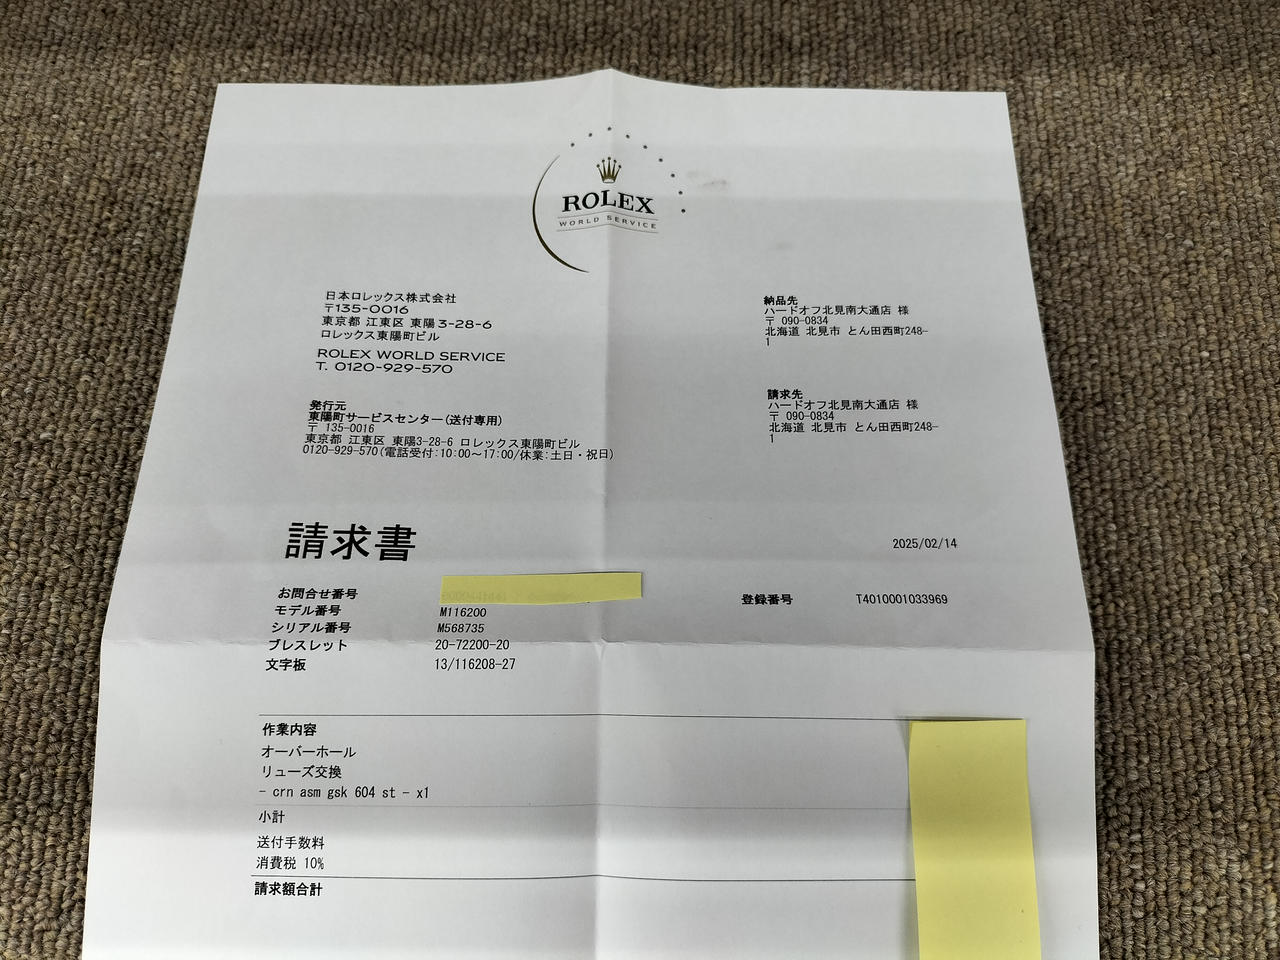 ROLEX
WORLD SERVICE
日本ロレックス株式会社
〒135-0016
東京都 江東区 東陽3-28-6
ロレックス東陽町ビル
ROLEX WORLD SERVICE
T. 0120-929-570
納品先
ハードオフ北見南大通店 様
〒 090-0834
北海道 北見市 とん田西町248-
1
発行元
東陽町サービスセンター(送付専用)
〒 135-0016
東京都 江東区 東陽3-28-6 ロレックス東陽町ビル
0120-929-570(電話受付:10:00～17:00/休業:土日・祝日)
請求先
ハードオフ北見南大通店 様
〒 090-0834
北海道 北見市 とん田西町248-
1
請求書
2025/02/14
お問合せ番号
モデル番号 M116200
シリアル番号 M568735
ブレスレット 20-72200-20
文字板 13/116208-27
登録番号 T4010001033969
作業内容
オーバーホール
リューズ交換
- crn asm gsk 604 st - x1
小計
送付手数料
消費税 10%
請求額合計